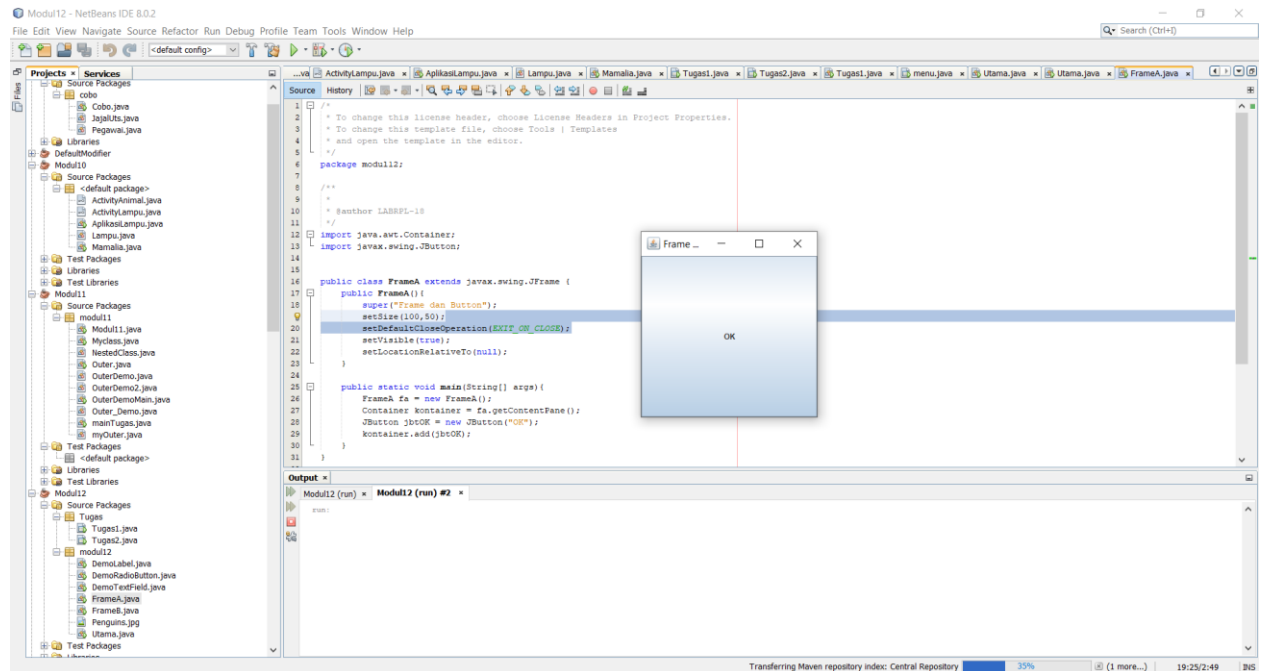 Modul12 - NetBeans IDE 8.0.2
File Edit View Navigate Source Refactor Run Debug Profile Team Tools Window Help
Search (Ctrl+I)
<default config>
Files
Projects × Services
Source Packages
cobo
Cobo.java
JajalUts.java
Pegawai.java
Libraries
DefaultModifier
Modul10
Source Packages
<default package>
ActivityAnimal.java
ActivityLampu.java
AplikasiLampu.java
Lampu.java
Mamalia.java
Test Packages
Libraries
Test Libraries
Modul11
Source Packages
modul11
Modul11.java
Myclass.java
NestedClass.java
Outer.java
OuterDemo.java
OuterDemo2.java
OuterDemoMain.java
Outer_Demo.java
mainTugas.java
myOuter.java
Test Packages
<default package>
Libraries
Test Libraries
Modul12
Source Packages
Tugas
Tugas1.java
Tugas2.java
modul12
DemoLabel.java
DemoRadioButton.java
DemoTextField.java
FrameA.java
FrameB.java
Penguins.jpg
Utama.java
Test Packages
...va ActivityLampu.java × AplikasiLampu.java × Lampu.java × Mamalia.java × Tugas1.java × Tugas2.java × Tugas1.java × menu.java × Utama.java × Utama.java × FrameA.java ×
Source History
1 /*
2 * To change this license header, choose License Headers in Project Properties.
3 * To change this template file, choose Tools | Templates
4 * and open the template in the editor.
5 */
6 package modul12;
7
8 /**
9 *
10 * @author LABRPL-18
11 */
12 import java.awt.Container;
13 import javax.swing.JButton;
14
15
16 public class FrameA extends javax.swing.JFrame {
17 public FrameA(){
18 super("Frame dan Button");
setSize(100,50);
20 setDefaultCloseOperation(EXIT_ON_CLOSE);
21 setVisible(true);
22 setLocationRelativeTo(null);
23 }
24
25 public static void main(String[] args){
26 FrameA fa = new FrameA();
27 Container kontainer = fa.getContentPane();
28 JButton jbtOK = new JButton("OK");
29 kontainer.add(jbtOK);
30 }
31 }
Frame ...
OK
Output ×
Modul12 (run) × Modul12 (run) #2 ×
run:
Transferring Maven repository index: Central Repository 35% (1 more...) 19:25/2:49 INS